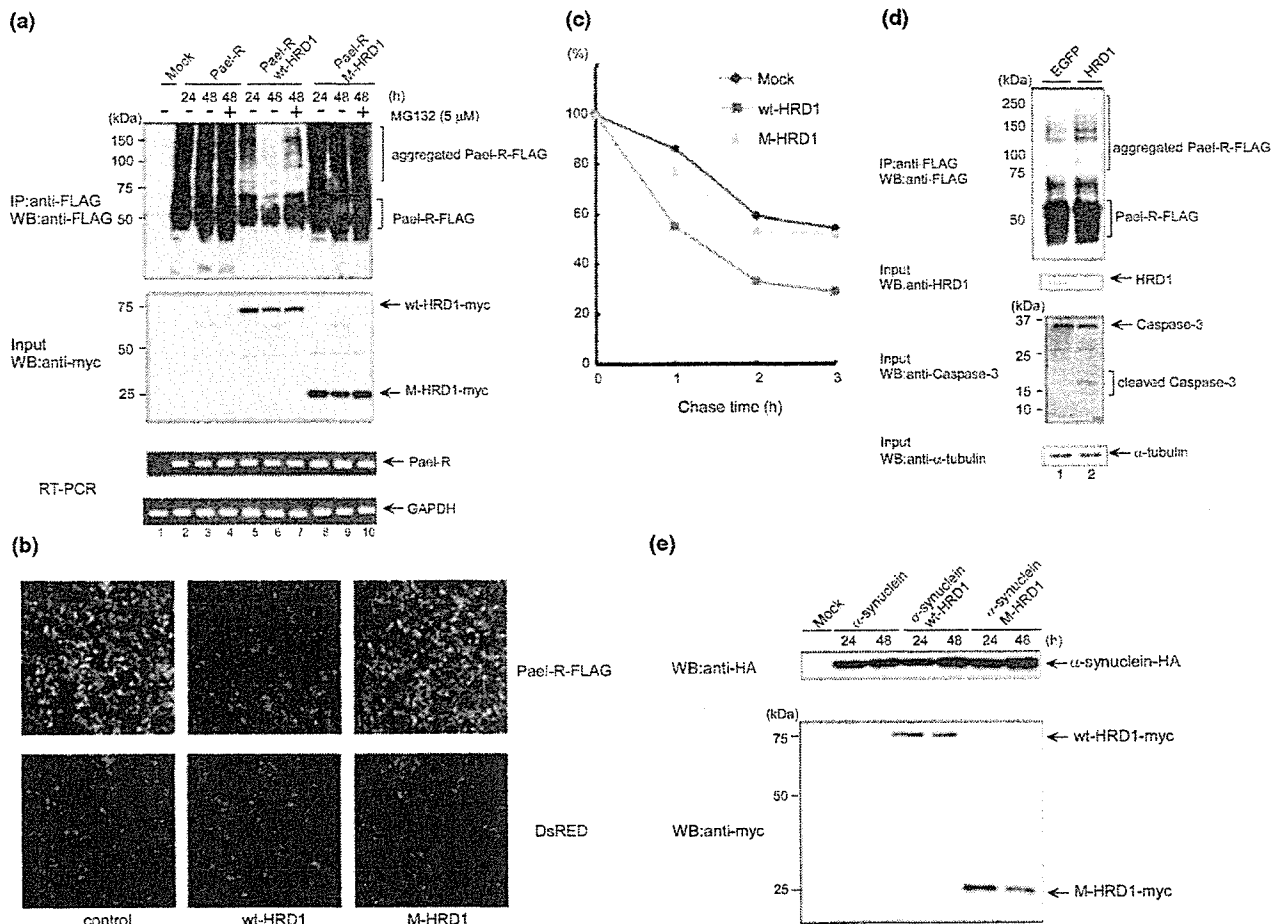 (a)
Mock
Pael-R
Pael-R
wt-HRD1
Pael-R
M-HRD1
24 48 48 24 48 48 24 48 48 (h)
- - - + - - + - - + MG132 (5 μM)
(kDa)
150
100
75
50
IP:anti-FLAG
WB:anti-FLAG
aggregated Pael-R-FLAG
Pael-R-FLAG
75
50
25
Input
WB:anti-myc
wt-HRD1-myc
M-HRD1-myc
RT-PCR
Pael-R
GAPDH
1 2 3 4 5 6 7 8 9 10
(b)
Pael-R-FLAG
DsRED
control wt-HRD1 M-HRD1
(c)
(%)
100
80
60
40
20
0
0 1 2 3
Chase time (h)
Mock
wt-HRD1
M-HRD1
(d)
EGFP
HRD1
(kDa)
250
150
100
75
50
IP:anti-FLAG
WB:anti-FLAG
aggregated Pael-R-FLAG
Pael-R-FLAG
Input
WB:anti-HRD1
HRD1
(kDa)
37
25
15
10
Input
WB:anti-Caspase-3
Caspase-3
cleaved Caspase-3
Input
WB:anti-α-tubulin
α-tubulin
1 2
(e)
Mock
α-synuclein
α-synuclein
wt-HRD1
α-synuclein
M-HRD1
24 48 24 48 24 48 (h)
WB:anti-HA
α-synuclein-HA
(kDa)
75
50
25
WB:anti-myc
wt-HRD1-myc
M-HRD1-myc